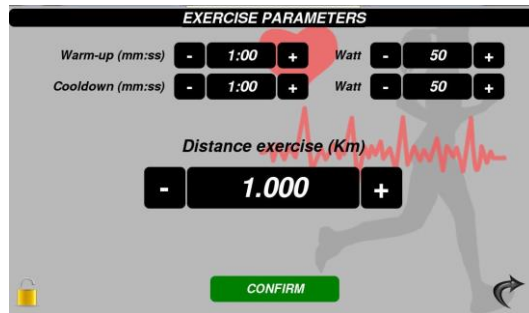 EXERCISE PARAMETERS
Warm-up (mm:ss) - 1:00 + Watt - 50 +
Cooldown (mm:ss) - 1:00 + Watt - 50 +
Distance exercise (Km)
- 1.000 +
CONFIRM